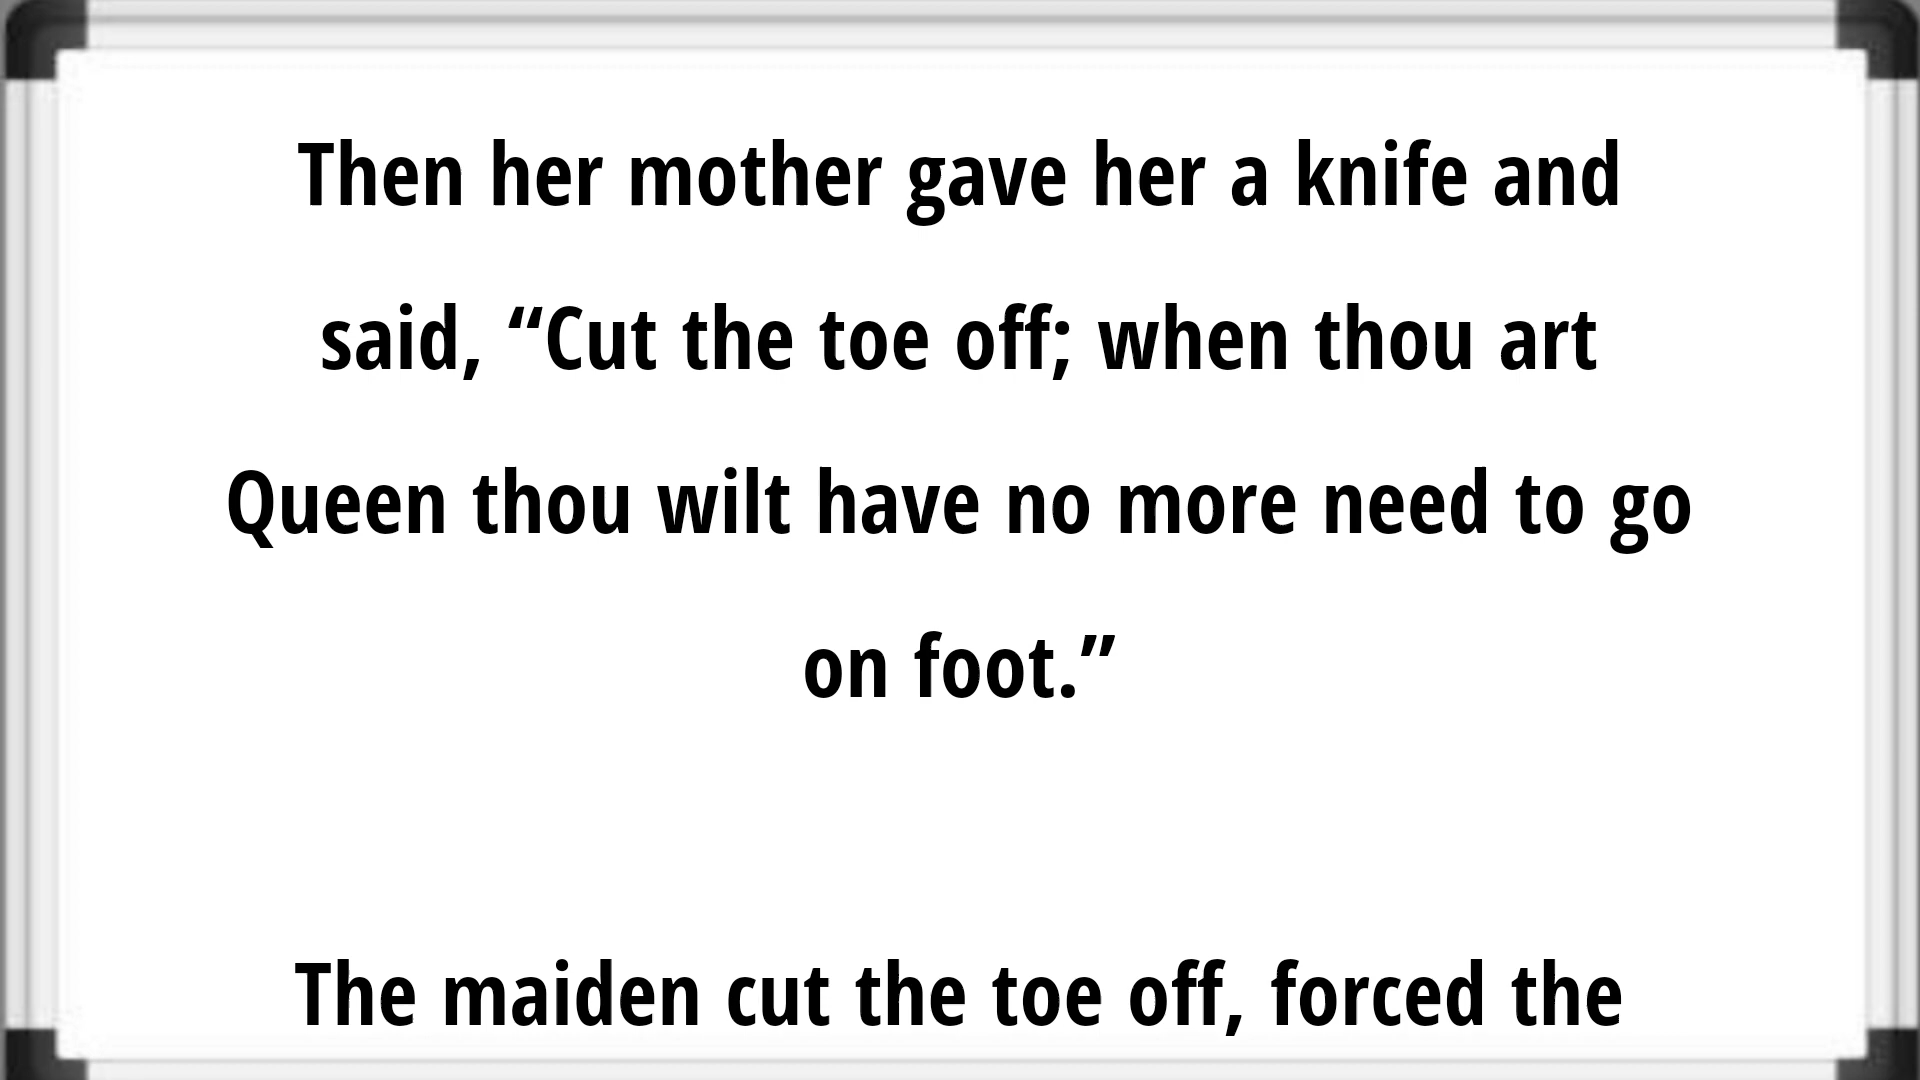 Then her mother gave her a knife and
said, “Cut the toe off; when thou art
Queen thou wilt have no more need to go
on foot.”
The maiden cut the toe off, forced the